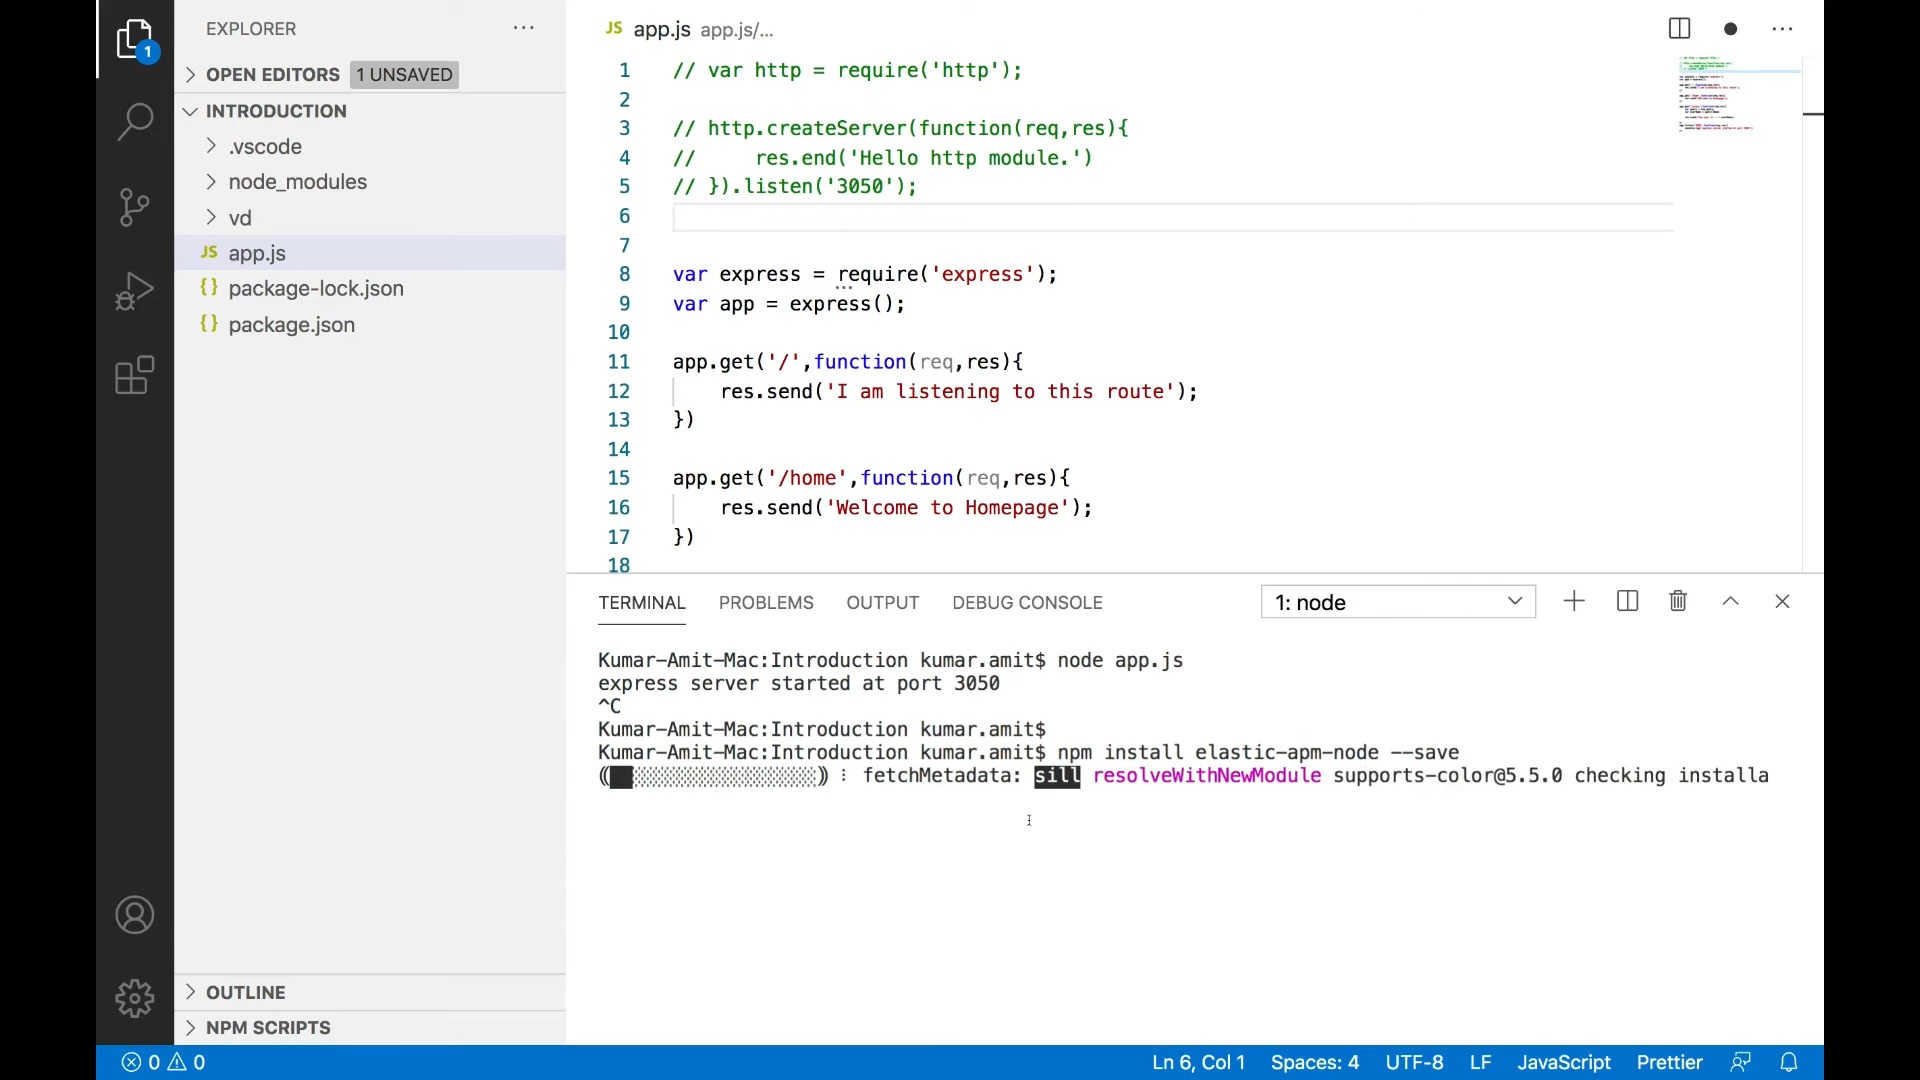 EXPLORER
OPEN EDITORS 1 UNSAVED
INTRODUCTION
.vscode
node_modules
vd
JS app.js
{} package-lock.json
{} package.json
OUTLINE
NPM SCRIPTS
1
JS app.js app.js/...
1 // var http = require('http');
2
3 // http.createServer(function(req,res){
4 //     res.end('Hello http module.')
5 // }).listen('3050');
6
7
8 var express = require('express');
9 var app = express();
10
11 app.get('/',function(req,res){
12     res.send('I am listening to this route');
13 })
14
15 app.get('/home',function(req,res){
16     res.send('Welcome to Homepage');
17 })
18
TERMINAL PROBLEMS OUTPUT DEBUG CONSOLE 1: node
Kumar-Amit-Mac:Introduction kumar.amit$ node app.js
express server started at port 3050
^C
Kumar-Amit-Mac:Introduction kumar.amit$
Kumar-Amit-Mac:Introduction kumar.amit$ npm install elastic-apm-node --save
fetchMetadata: sill resolveWithNewModule supports-color@5.5.0 checking installa
0 0 Ln 6, Col 1 Spaces: 4 UTF-8 LF JavaScript Prettier